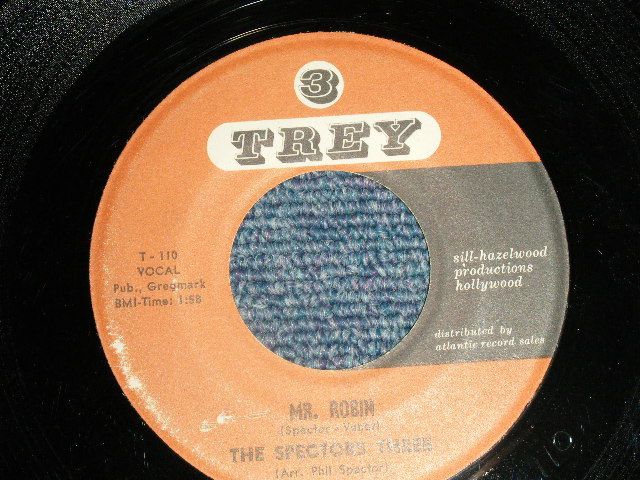 3
TREY
T - 110
VOCAL
Pub., Gregmark
BMI-Time: 1:58
sill-hazelwood
productions
hollywood
distributed by
atlantic record sales
MR. ROBIN
(Spector - Vanet)
THE SPECTORS THREE
(Arr. Phil Spector)